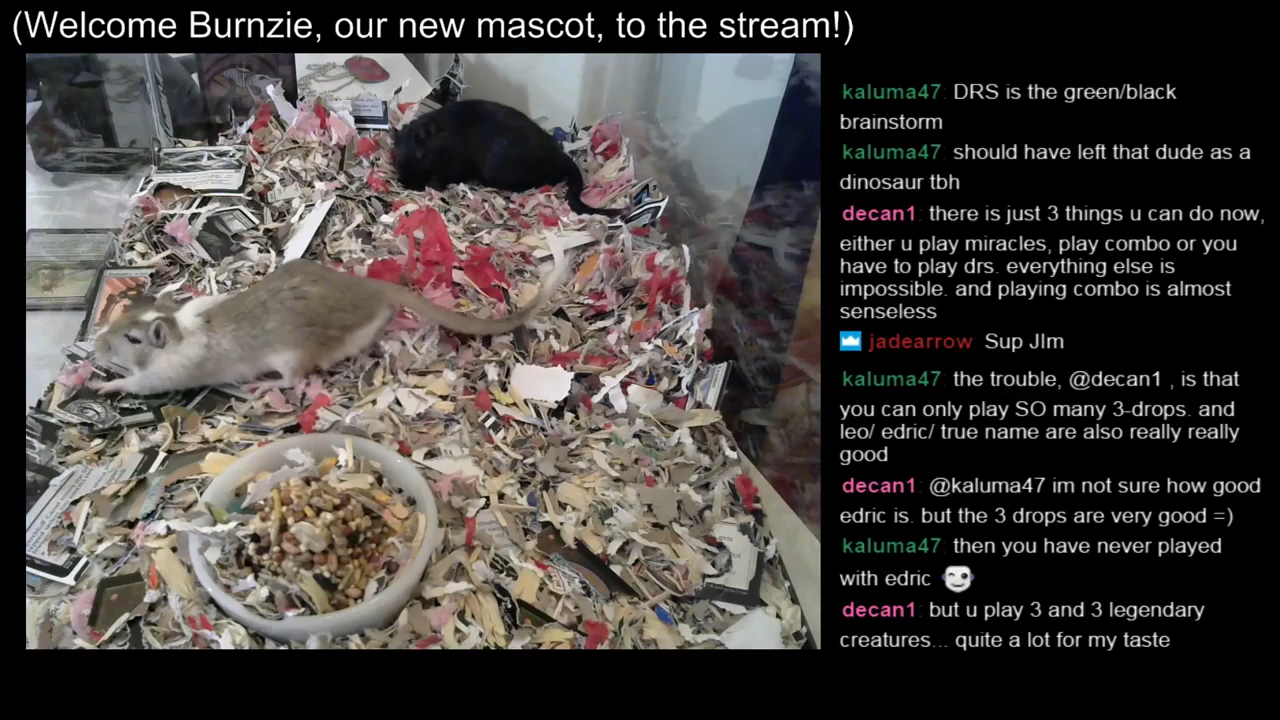 (Welcome Burnzie, our new mascot, to the stream!)
kaluma47: DRS is the green/black
brainstorm
kaluma47: should have left that dude as a
dinosaur tbh
decan1: there is just 3 things u can do now,
either u play miracles, play combo or you
have to play drs. everything else is
impossible. and playing combo is almost
senseless
jadearrow: Sup JIm
kaluma47: the trouble, @decan1 , is that
you can only play SO many 3-drops. and
leo/ edric/ true name are also really really
good
decan1: @kaluma47 im not sure how good
edric is. but the 3 drops are very good =)
kaluma47: then you have never played
with edric
decan1: but u play 3 and 3 legendary
creatures... quite a lot for my taste